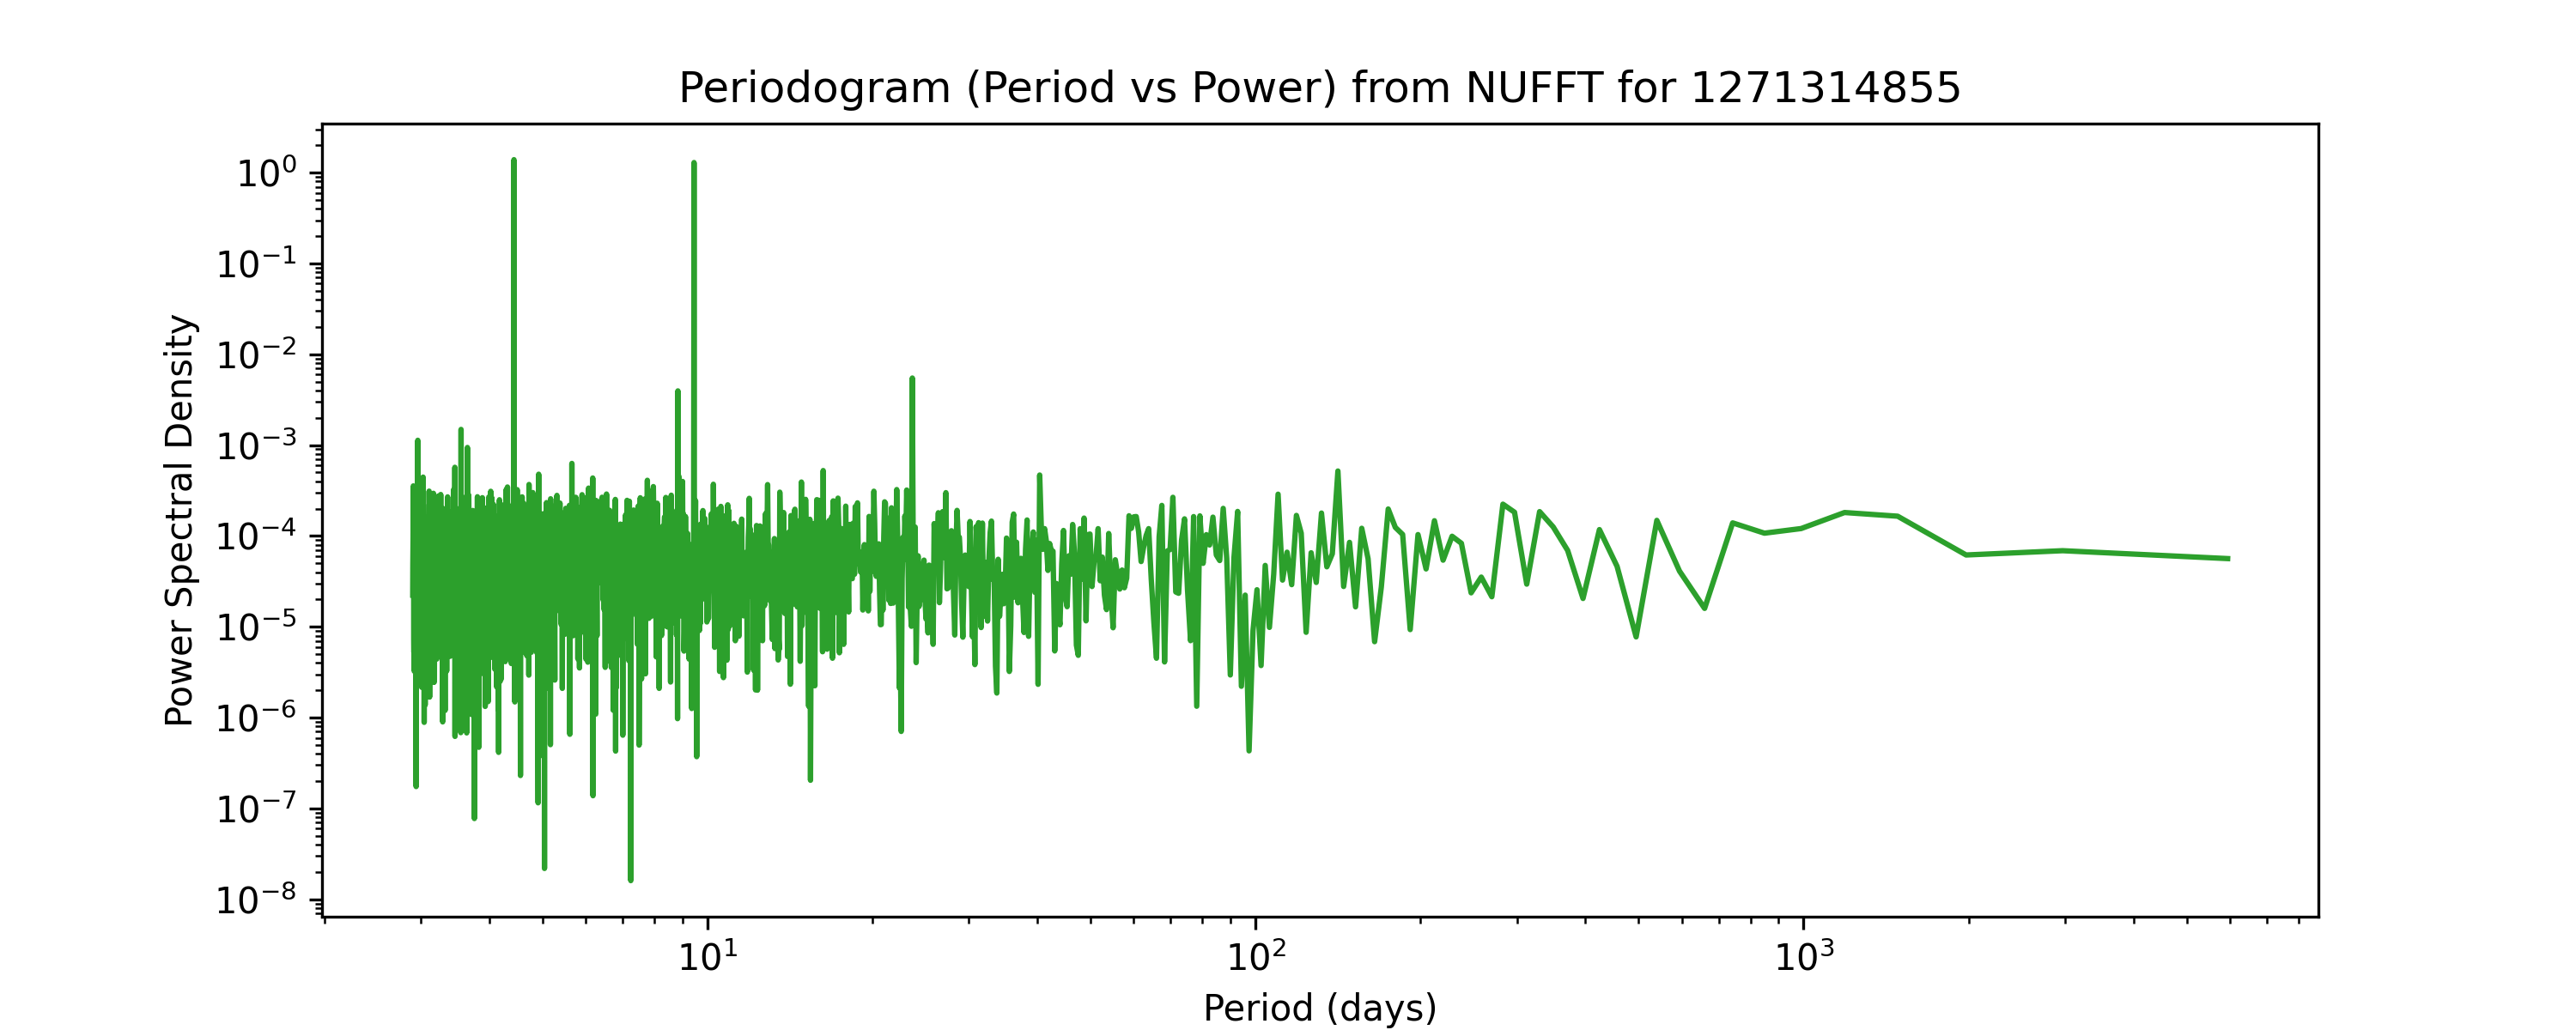 Periodogram (Period vs Power) from NUFFT for 1271314855
Power Spectral Density
10⁰
10⁻¹
10⁻²
10⁻³
10⁻⁴
10⁻⁵
10⁻⁶
10⁻⁷
10⁻⁸
10¹ 10² 10³
Period (days)